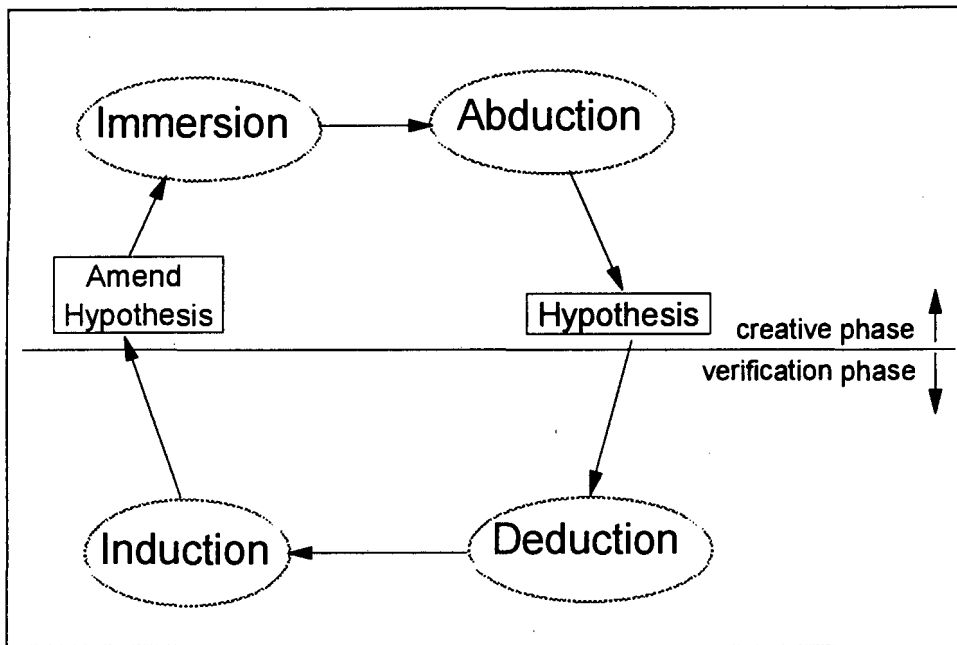 Immersion
Abduction
Amend
Hypothesis
Hypothesis
creative phase
verification phase
Induction
Deduction